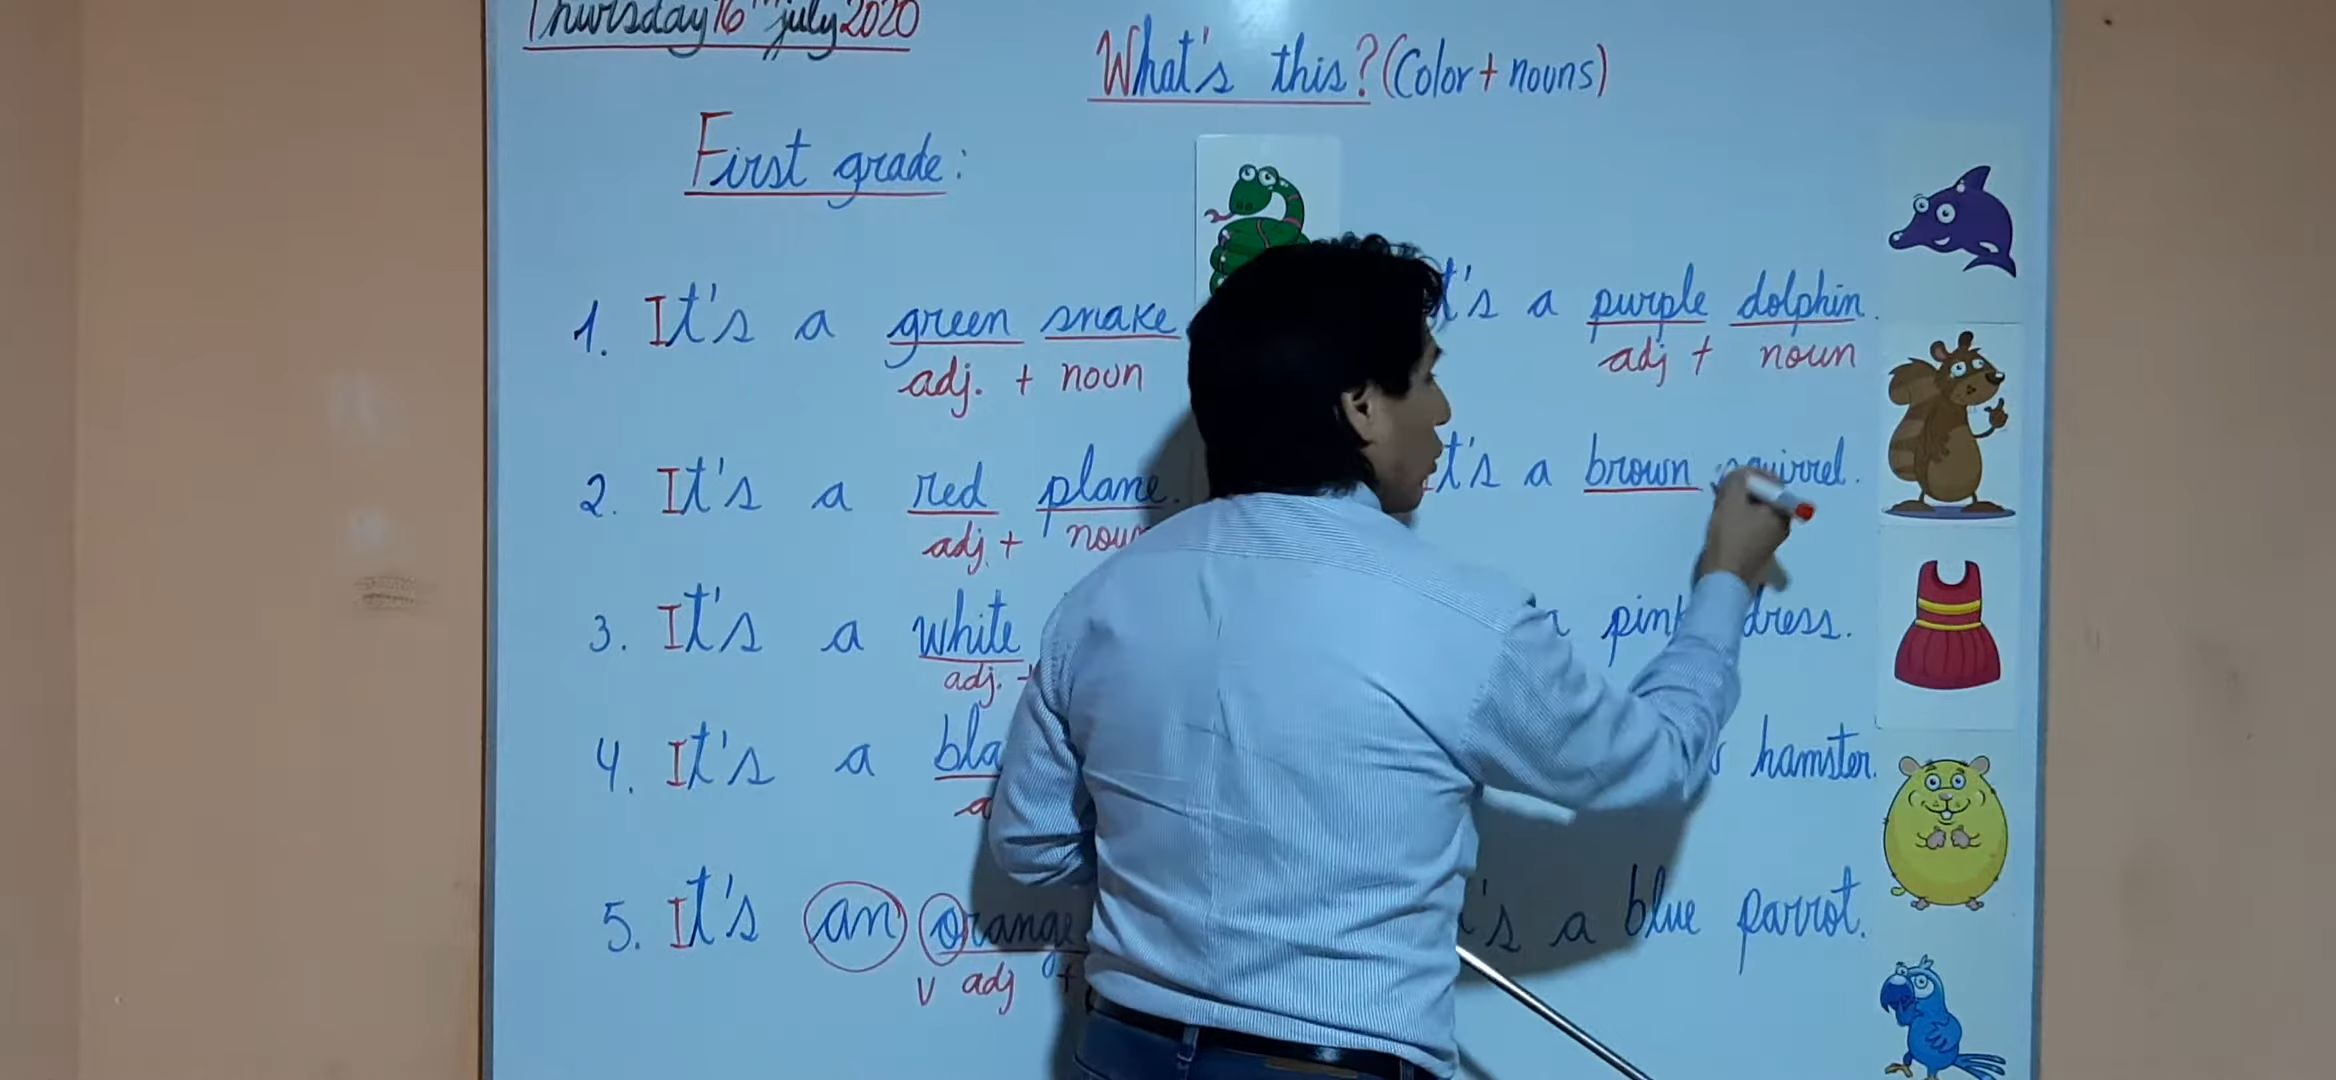 Thursday 16th july 2020
What's this? (Color + nouns)
First grade:
1. It's a green snake
adj. + noun
2. It's a red plane.
adj. + noun
3. It's a white
adj. +
4. It's a
5. It's an orange
v adj +
It's a purple dolphin.
adj + noun
It's a brown squirrel.
a pink dress.
hamster.
's a blue parrot.